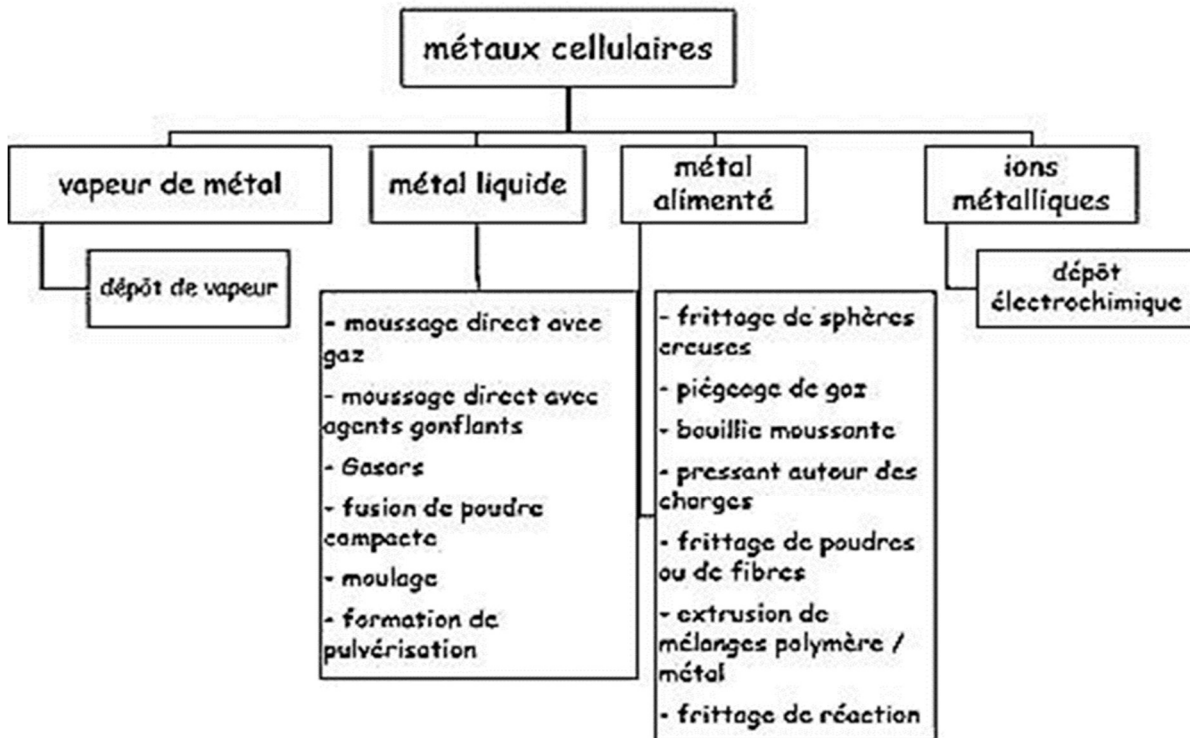 métaux cellulaires
vapeur de métal
dépôt de vapeur
métal liquide
- moussage direct avec
gaz
- moussage direct avec
agents gonflants
- Gasars
- fusion de poudre
compacte
- moulage
- formation de
pulvérisation
métal
alimenté
- frittage de sphères
creuses
- piégeage de gaz
- bouillie moussante
- pressant autour des
charges
- frittage de poudres
ou de fibres
- extrusion de
mélanges polymère /
métal
- frittage de réaction
ions
métalliques
dépôt
électrochimique